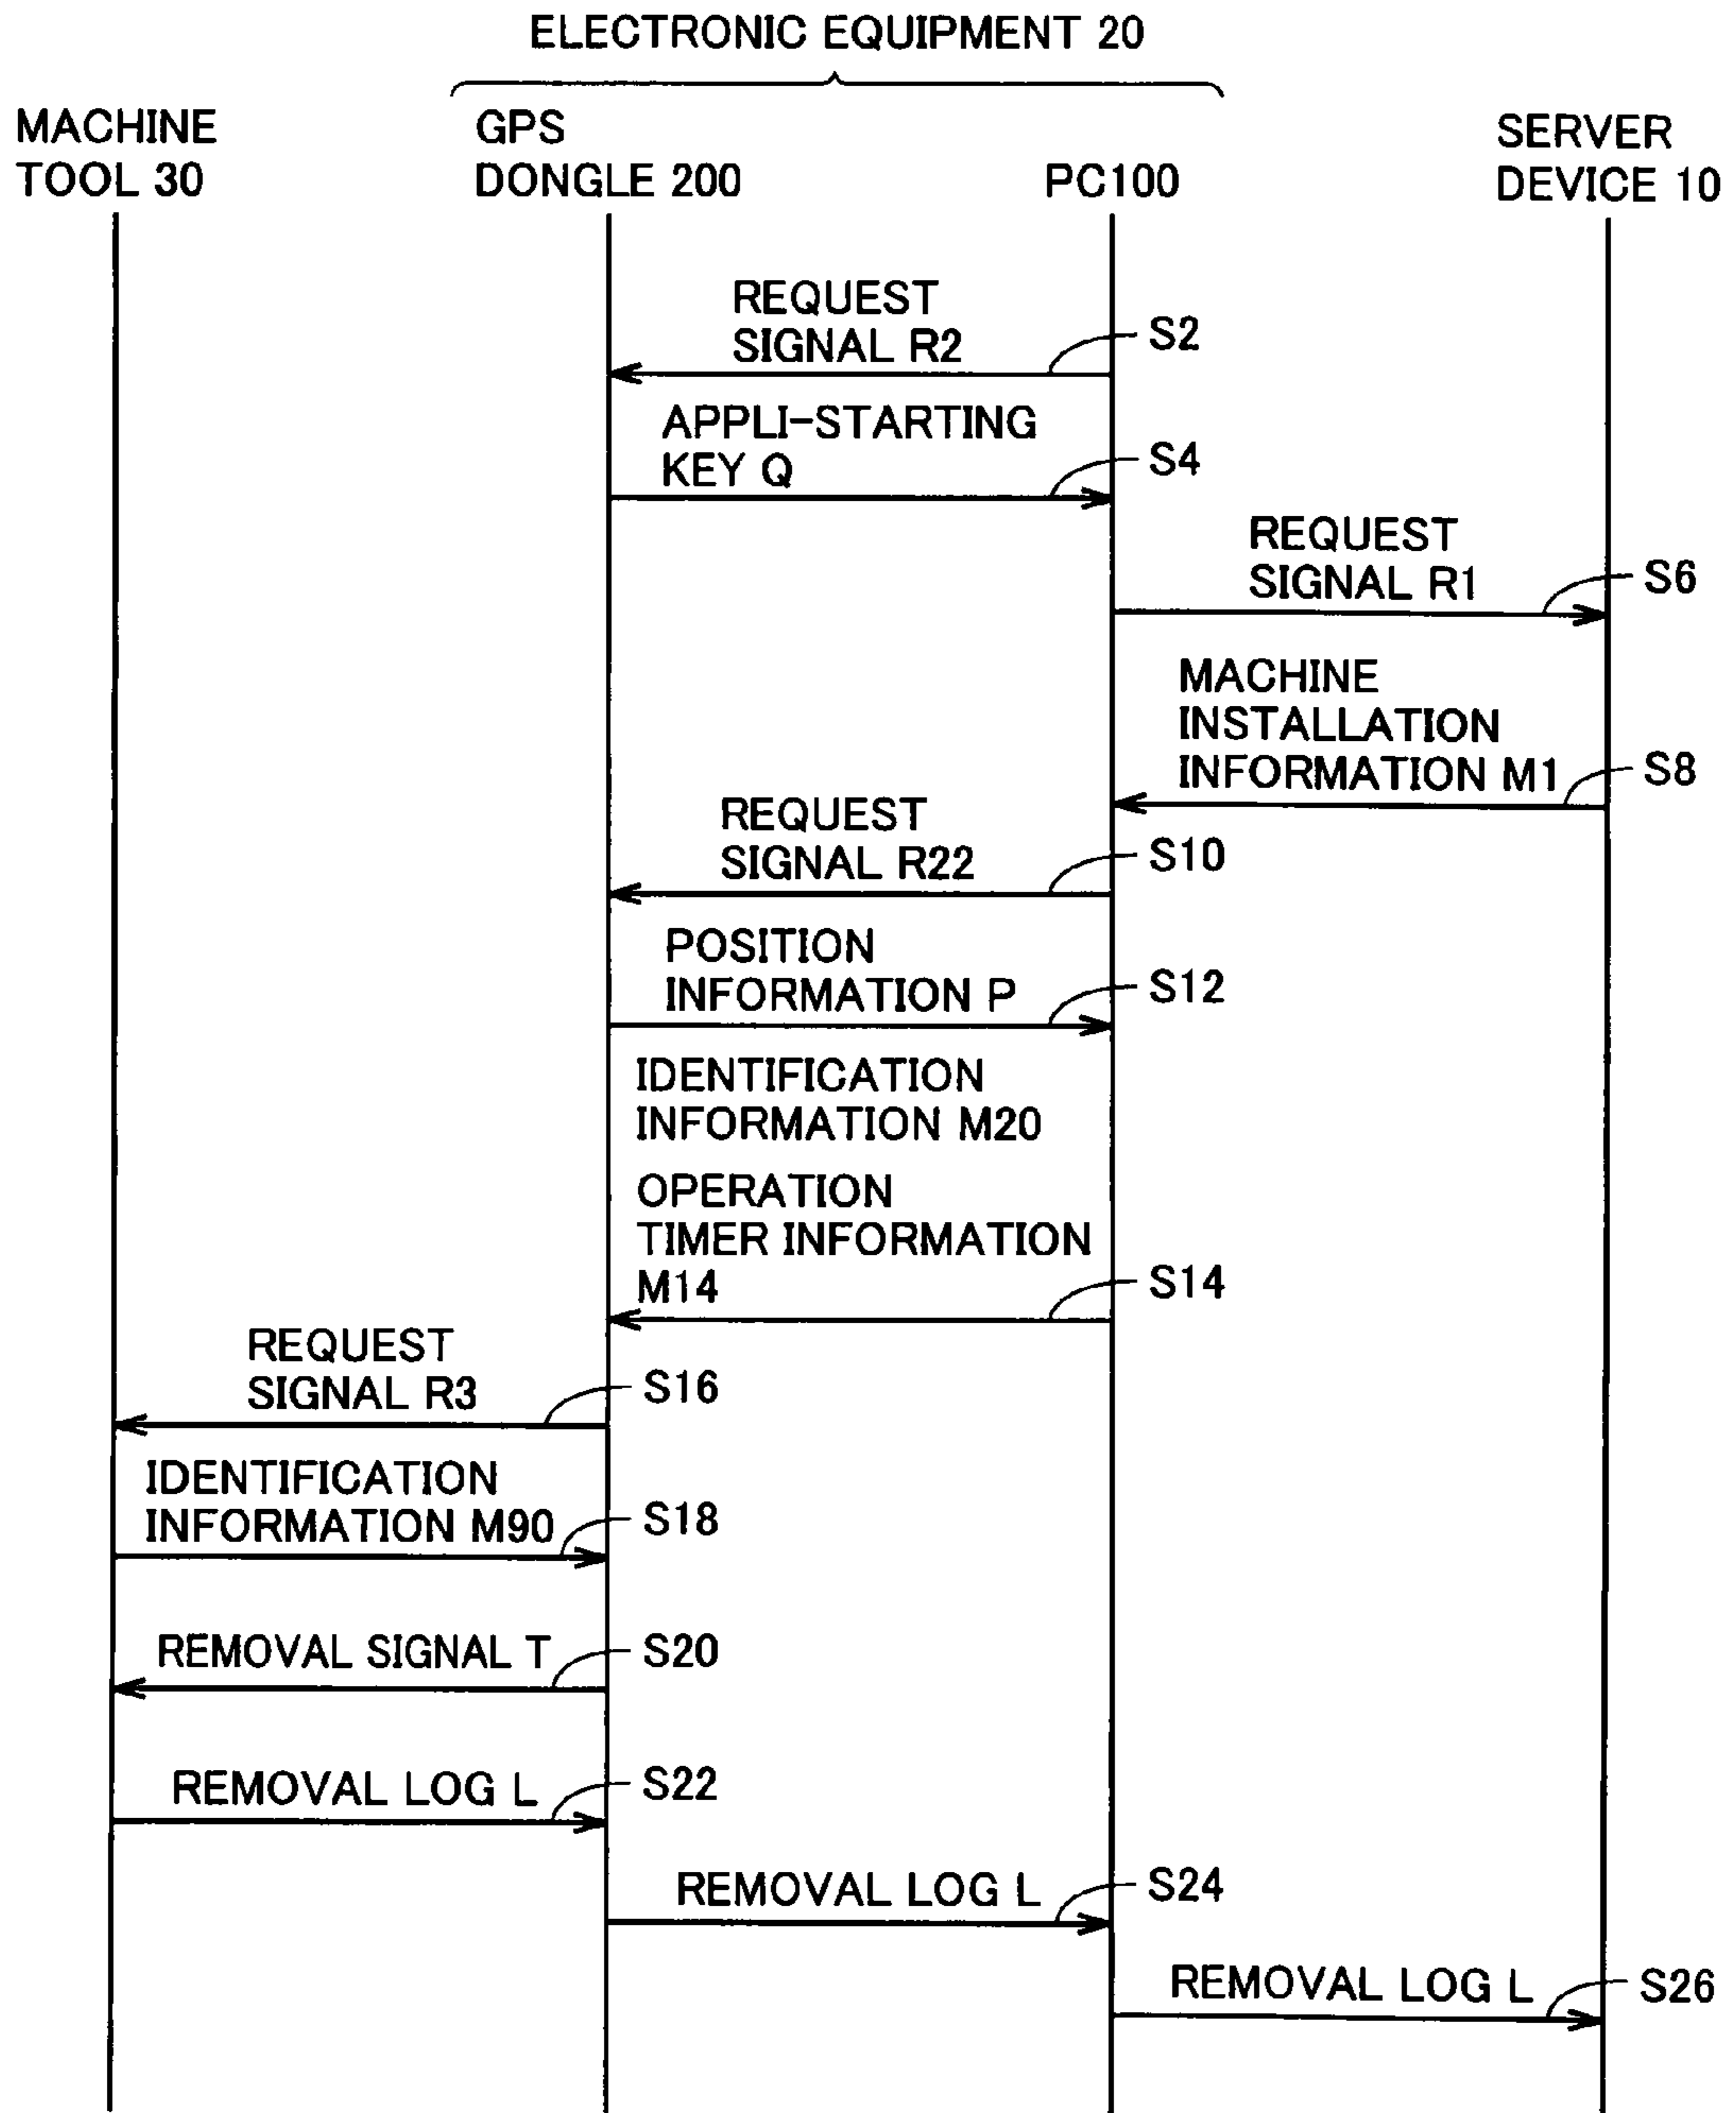 ELECTRONIC EQUIPMENT 20
MACHINE
TOOL 30
GPS
DONGLE 200
PC100
SERVER
DEVICE 10
REQUEST
SIGNAL R2
S2
APPLI-STARTING
KEY Q
S4
REQUEST
SIGNAL R1
S6
MACHINE
INSTALLATION
INFORMATION M1
S8
REQUEST
SIGNAL R22
S10
POSITION
INFORMATION P
S12
IDENTIFICATION
INFORMATION M20
OPERATION
TIMER INFORMATION
M14
S14
REQUEST
SIGNAL R3
S16
IDENTIFICATION
INFORMATION M90
S18
REMOVAL SIGNAL T
S20
REMOVAL LOG L
S22
REMOVAL LOG L
S24
REMOVAL LOG L
S26